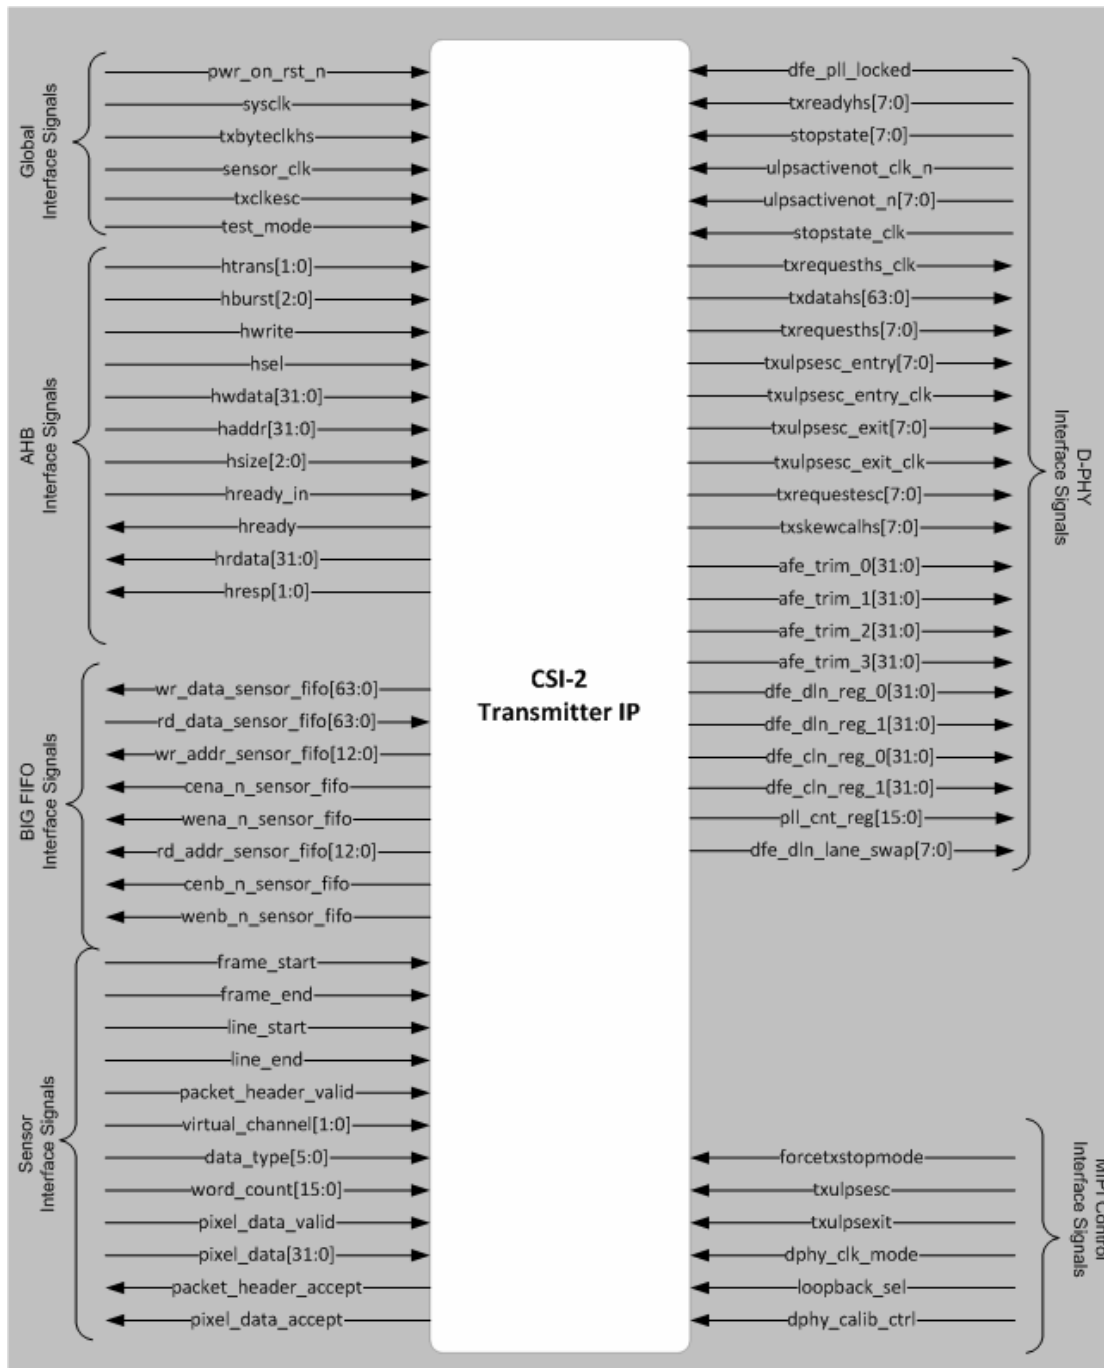 Global
Interface Signals
pwr_on_rst_n
sysclk
txbyteclkhs
sensor_clk
txclkesc
test_mode
AHB
Interface Signals
htrans[1:0]
hburst[2:0]
hwrite
hsel
hwdata[31:0]
haddr[31:0]
hsize[2:0]
hready_in
hready
hrdata[31:0]
hresp[1:0]
BIG FIFO
Interface Signals
wr_data_sensor_fifo[63:0]
rd_data_sensor_fifo[63:0]
wr_addr_sensor_fifo[12:0]
cena_n_sensor_fifo
wena_n_sensor_fifo
rd_addr_sensor_fifo[12:0]
cenb_n_sensor_fifo
wenb_n_sensor_fifo
Sensor
Interface Signals
frame_start
frame_end
line_start
line_end
packet_header_valid
virtual_channel[1:0]
data_type[5:0]
word_count[15:0]
pixel_data_valid
pixel_data[31:0]
packet_header_accept
pixel_data_accept
CSI-2
Transmitter IP
dfe_pll_locked
txreadyhs[7:0]
stopstate[7:0]
ulpsactivenot_clk_n
ulpsactivenot_n[7:0]
stopstate_clk
txrequesths_clk
txdatahs[63:0]
txrequesths[7:0]
txulpsesc_entry[7:0]
txulpsesc_entry_clk
txulpsesc_exit[7:0]
txulpsesc_exit_clk
txrequestesc[7:0]
txskewcalhs[7:0]
afe_trim_0[31:0]
afe_trim_1[31:0]
afe_trim_2[31:0]
afe_trim_3[31:0]
dfe_dln_reg_0[31:0]
dfe_dln_reg_1[31:0]
dfe_cln_reg_0[31:0]
dfe_cln_reg_1[31:0]
pll_cnt_reg[15:0]
dfe_dln_lane_swap[7:0]
D-PHY
Interface Signals
forcetxstopmode
txulpsesc
txulpsexit
dphy_clk_mode
loopback_sel
dphy_calib_ctrl
MIPI Control
Interface Signals